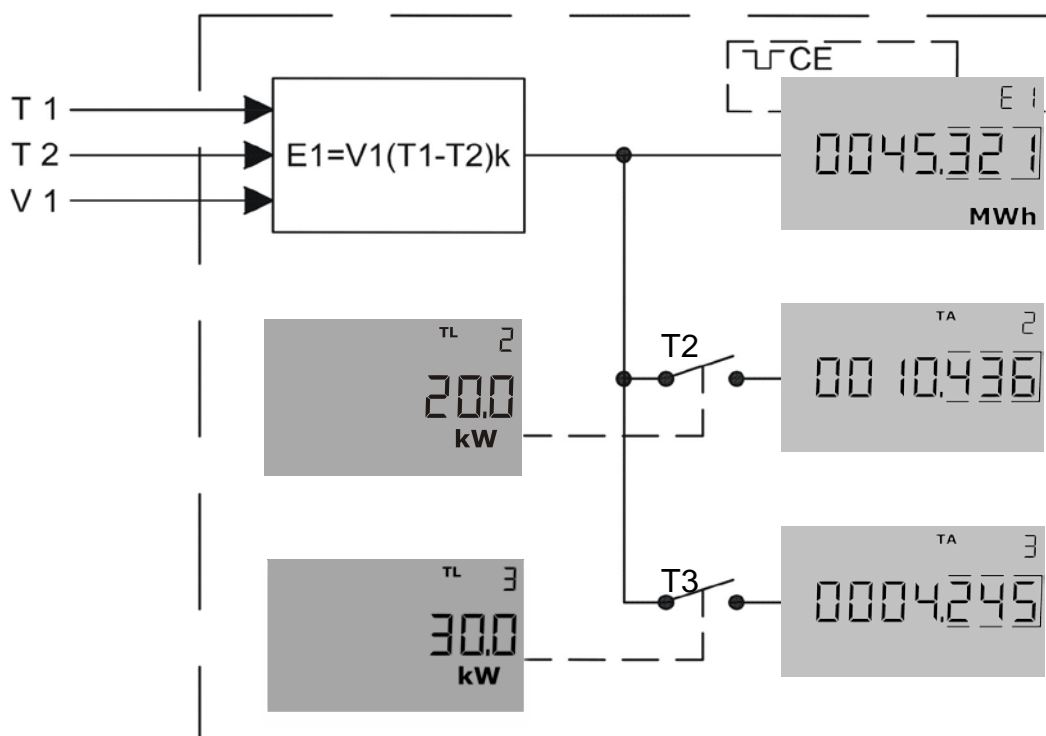 CE
T 1
T 2
V 1
E1=V1(T1-T2)k
E 1
0045.321
MWh
TL 2
20.0
kW
T2
TA 2
0010.436
TL 3
30.0
kW
T3
TA 3
0004.245